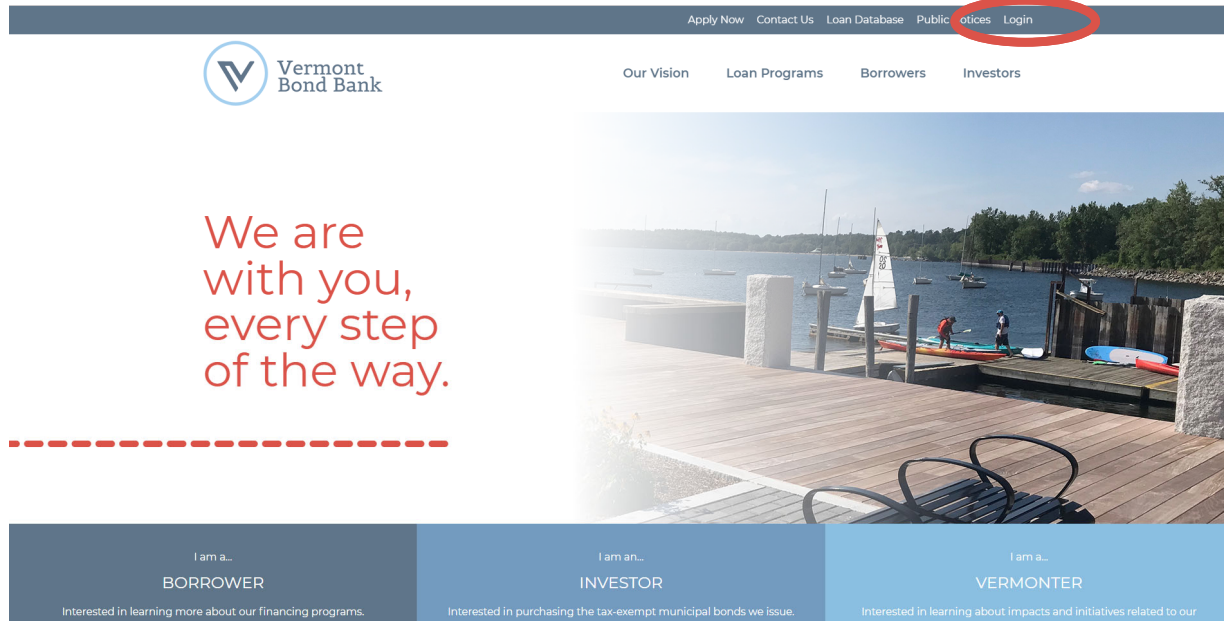 Apply Now Contact Us Loan Database Public otices Login
Vermont
Bond Bank
Our Vision Loan Programs Borrowers Investors
We are
with you,
every step
of the way.
I am a...
BORROWER
Interested in learning more about our financing programs.
I am an...
INVESTOR
Interested in purchasing the tax-exempt municipal bonds we issue.
I am a...
VERMONTER
Interested in learning about impacts and initiatives related to our